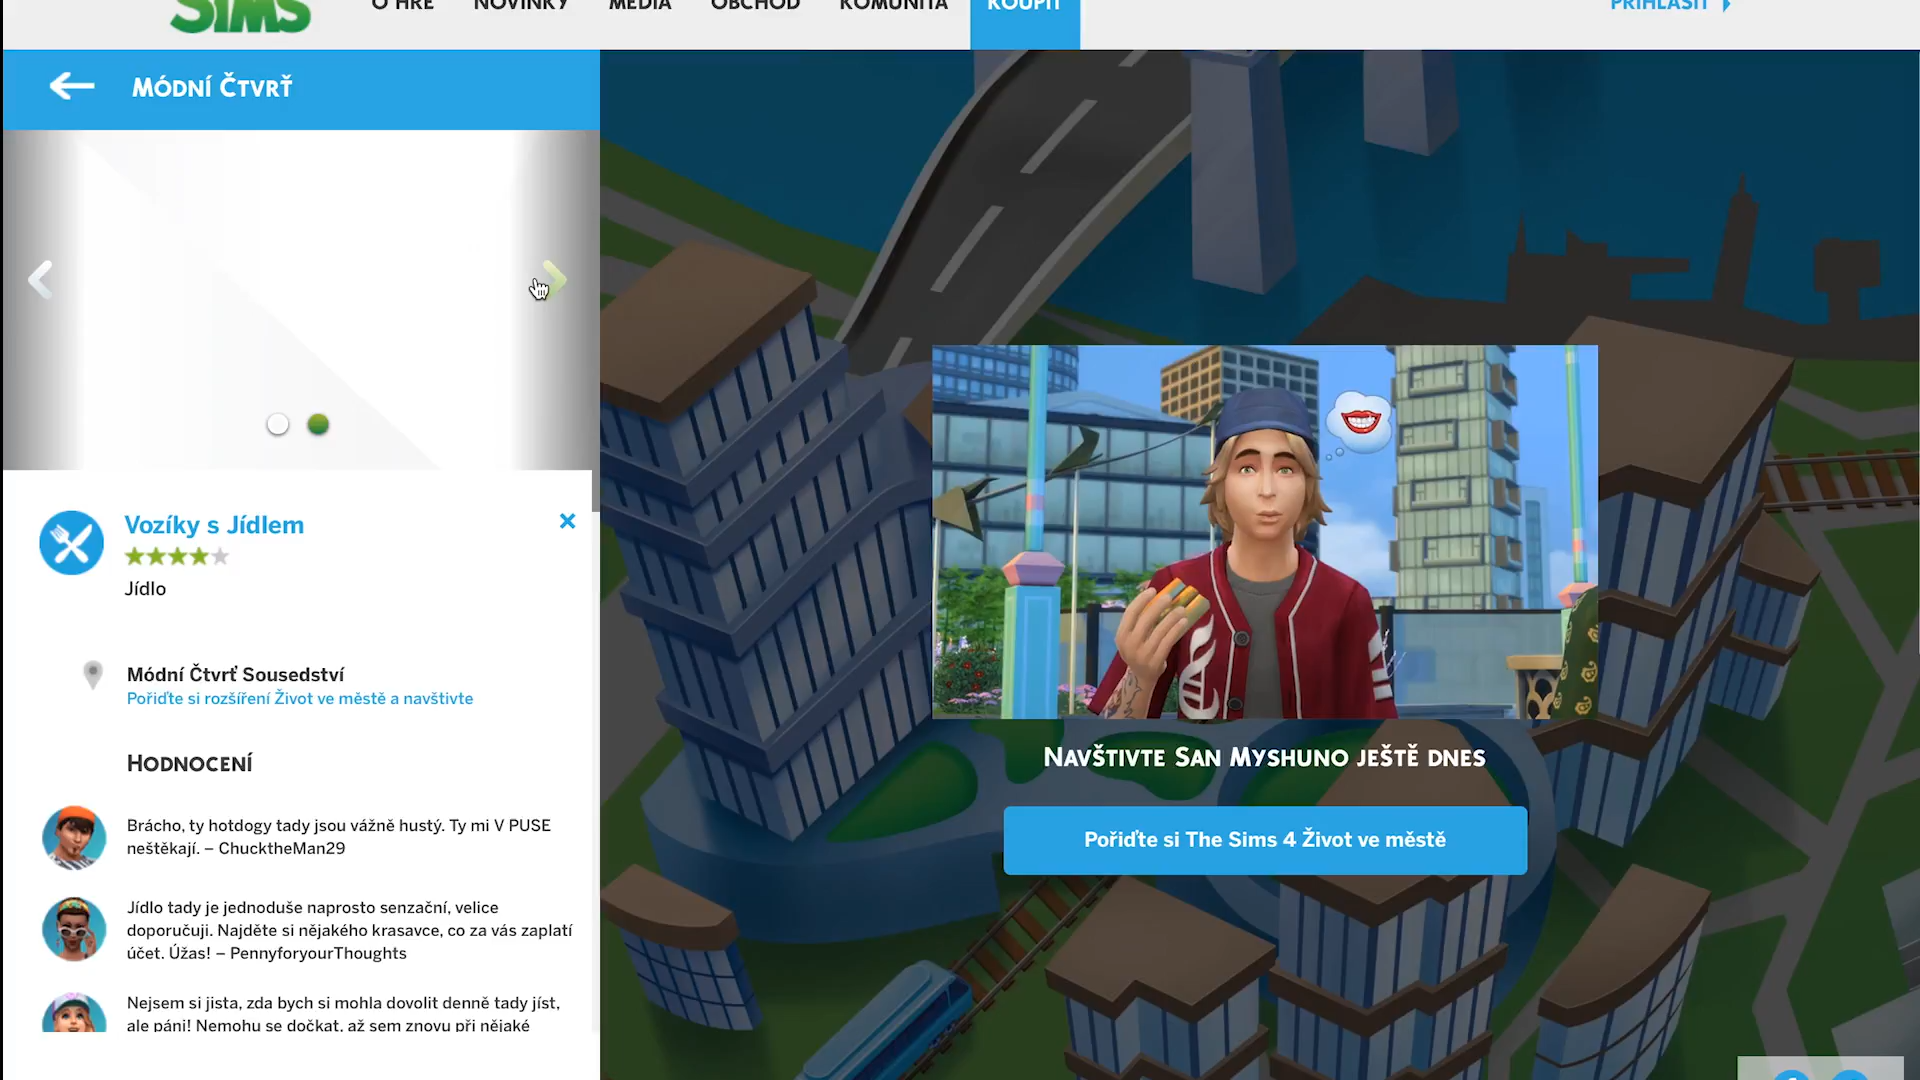 SIMS
O HŘE NOVINKY MÉDIA OBCHOD KOMUNITA KOUPIT PŘIHLÁSIT
MÓDNÍ ČTVRŤ
Vozíky s Jídlem
Jídlo
Módní Čtvrť Sousedství
Pořiďte si rozšíření Život ve městě a navštivte
HODNOCENÍ
Brácho, ty hotdogy tady jsou vážně hustý. Ty mi V PUSE
neštěkají. – ChucktheMan29
Jídlo tady je jednoduše naprosto senzační, velice
doporučuji. Najděte si nějakého krasavce, co za vás zaplatí
účet. Úžas! – PennyforyourThoughts
Nejsem si jista, zda bych si mohla dovolit denně tady jíst,
ale páni! Nemohu se dočkat, až sem znovu při nějaké
NAVŠTIVTE SAN MYSHUNO JEŠTĚ DNES
Pořiďte si The Sims 4 Život ve městě